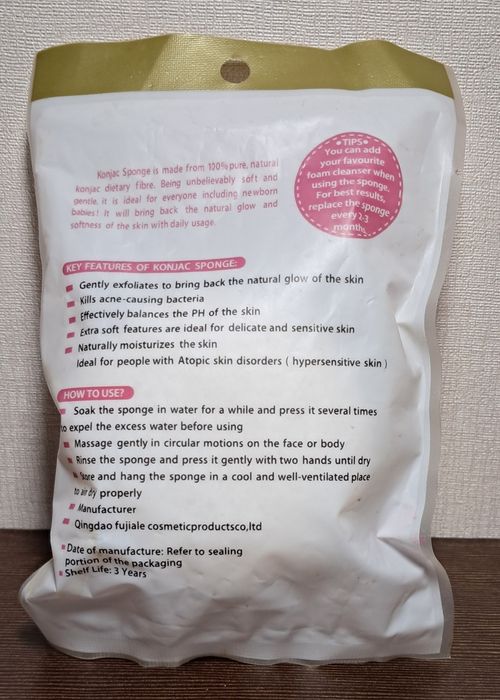 Konjac Sponge is made from 100% pure, natural
konjac dietary fibre. Being unbelievably soft and
gentle, it is ideal for everyone including newborn
babies! It will bring back the natural glow and
softness of the skin with daily usage.
•TIPS•
You can add
your favourite
foam cleanser when
using the sponge.
For best results,
replace the sponge
every 2-3
months.
KEY FEATURES OF KONJAC SPONGE:
Gently exfoliates to bring back the natural glow of the skin
Kills acne-causing bacteria
Effectively balances the PH of the skin
Extra soft features are ideal for delicate and sensitive skin
Naturally moisturizes the skin
Ideal for people with Atopic skin disorders ( hypersensitive skin )
HOW TO USE?
Soak the sponge in water for a while and press it several times
to expel the excess water before using
Massage gently in circular motions on the face or body
Rinse the sponge and press it gently with two hands until dry
Store and hang the sponge in a cool and well-ventilated place
to air dry properly
Manufacturer
Qingdao fujiale cosmeticproductsco,ltd
Date of manufacture: Refer to sealing
portion of the packaging
Shelf Life: 3 Years